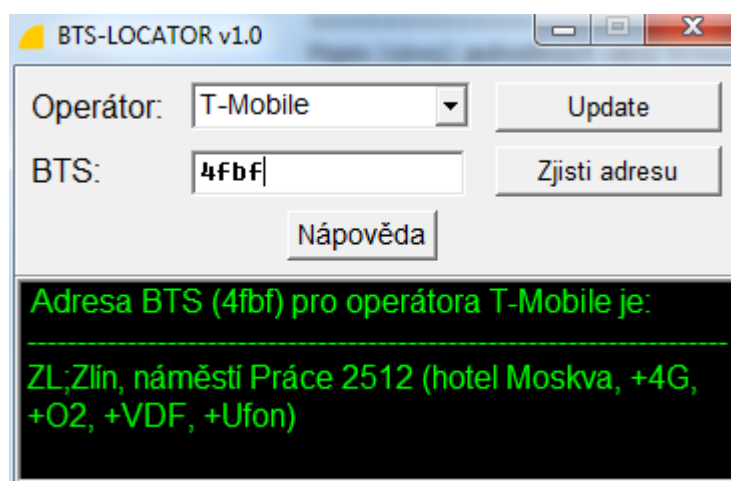 BTS-LOCATOR v1.0
Operátor: T-Mobile Update
BTS: 4fbf Zjisti adresu
Nápověda
Adresa BTS (4fbf) pro operátora T-Mobile je:
ZL;Zlín, náměstí Práce 2512 (hotel Moskva, +4G,
+O2, +VDF, +Ufon)